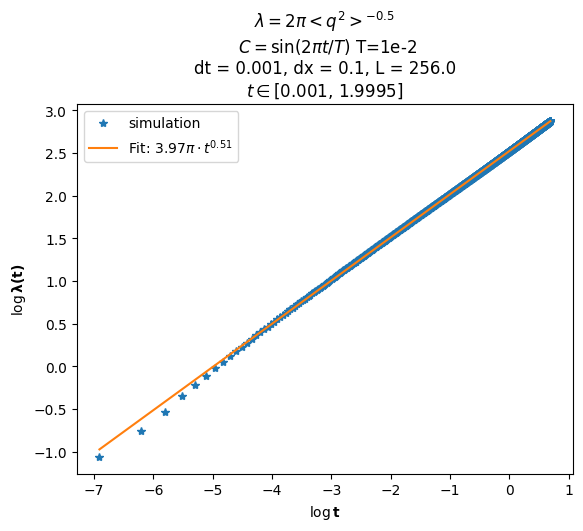 λ = 2π < q² >⁻⁰·⁵
C = sin(2πt/T) T=1e-2
dt = 0.001, dx = 0.1, L = 256.0
t ∈ [0.001, 1.9995]
simulation
Fit: 3.97π · t⁰·⁵¹
log λ(t)
3.0
2.5
2.0
1.5
1.0
0.5
0.0
−0.5
−1.0
−7 −6 −5 −4 −3 −2 −1 0 1
log t